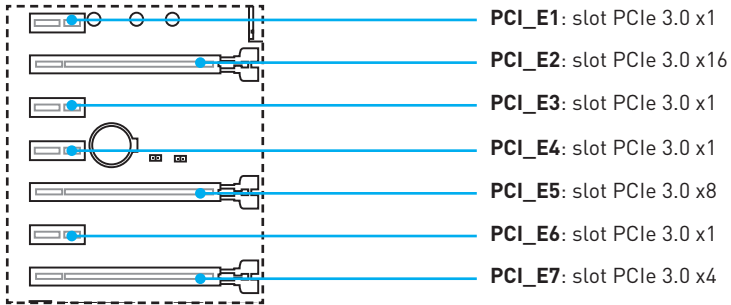 PCI_E1: slot PCIe 3.0 x1
PCI_E2: slot PCIe 3.0 x16
PCI_E3: slot PCIe 3.0 x1
PCI_E4: slot PCIe 3.0 x1
PCI_E5: slot PCIe 3.0 x8
PCI_E6: slot PCIe 3.0 x1
PCI_E7: slot PCIe 3.0 x4